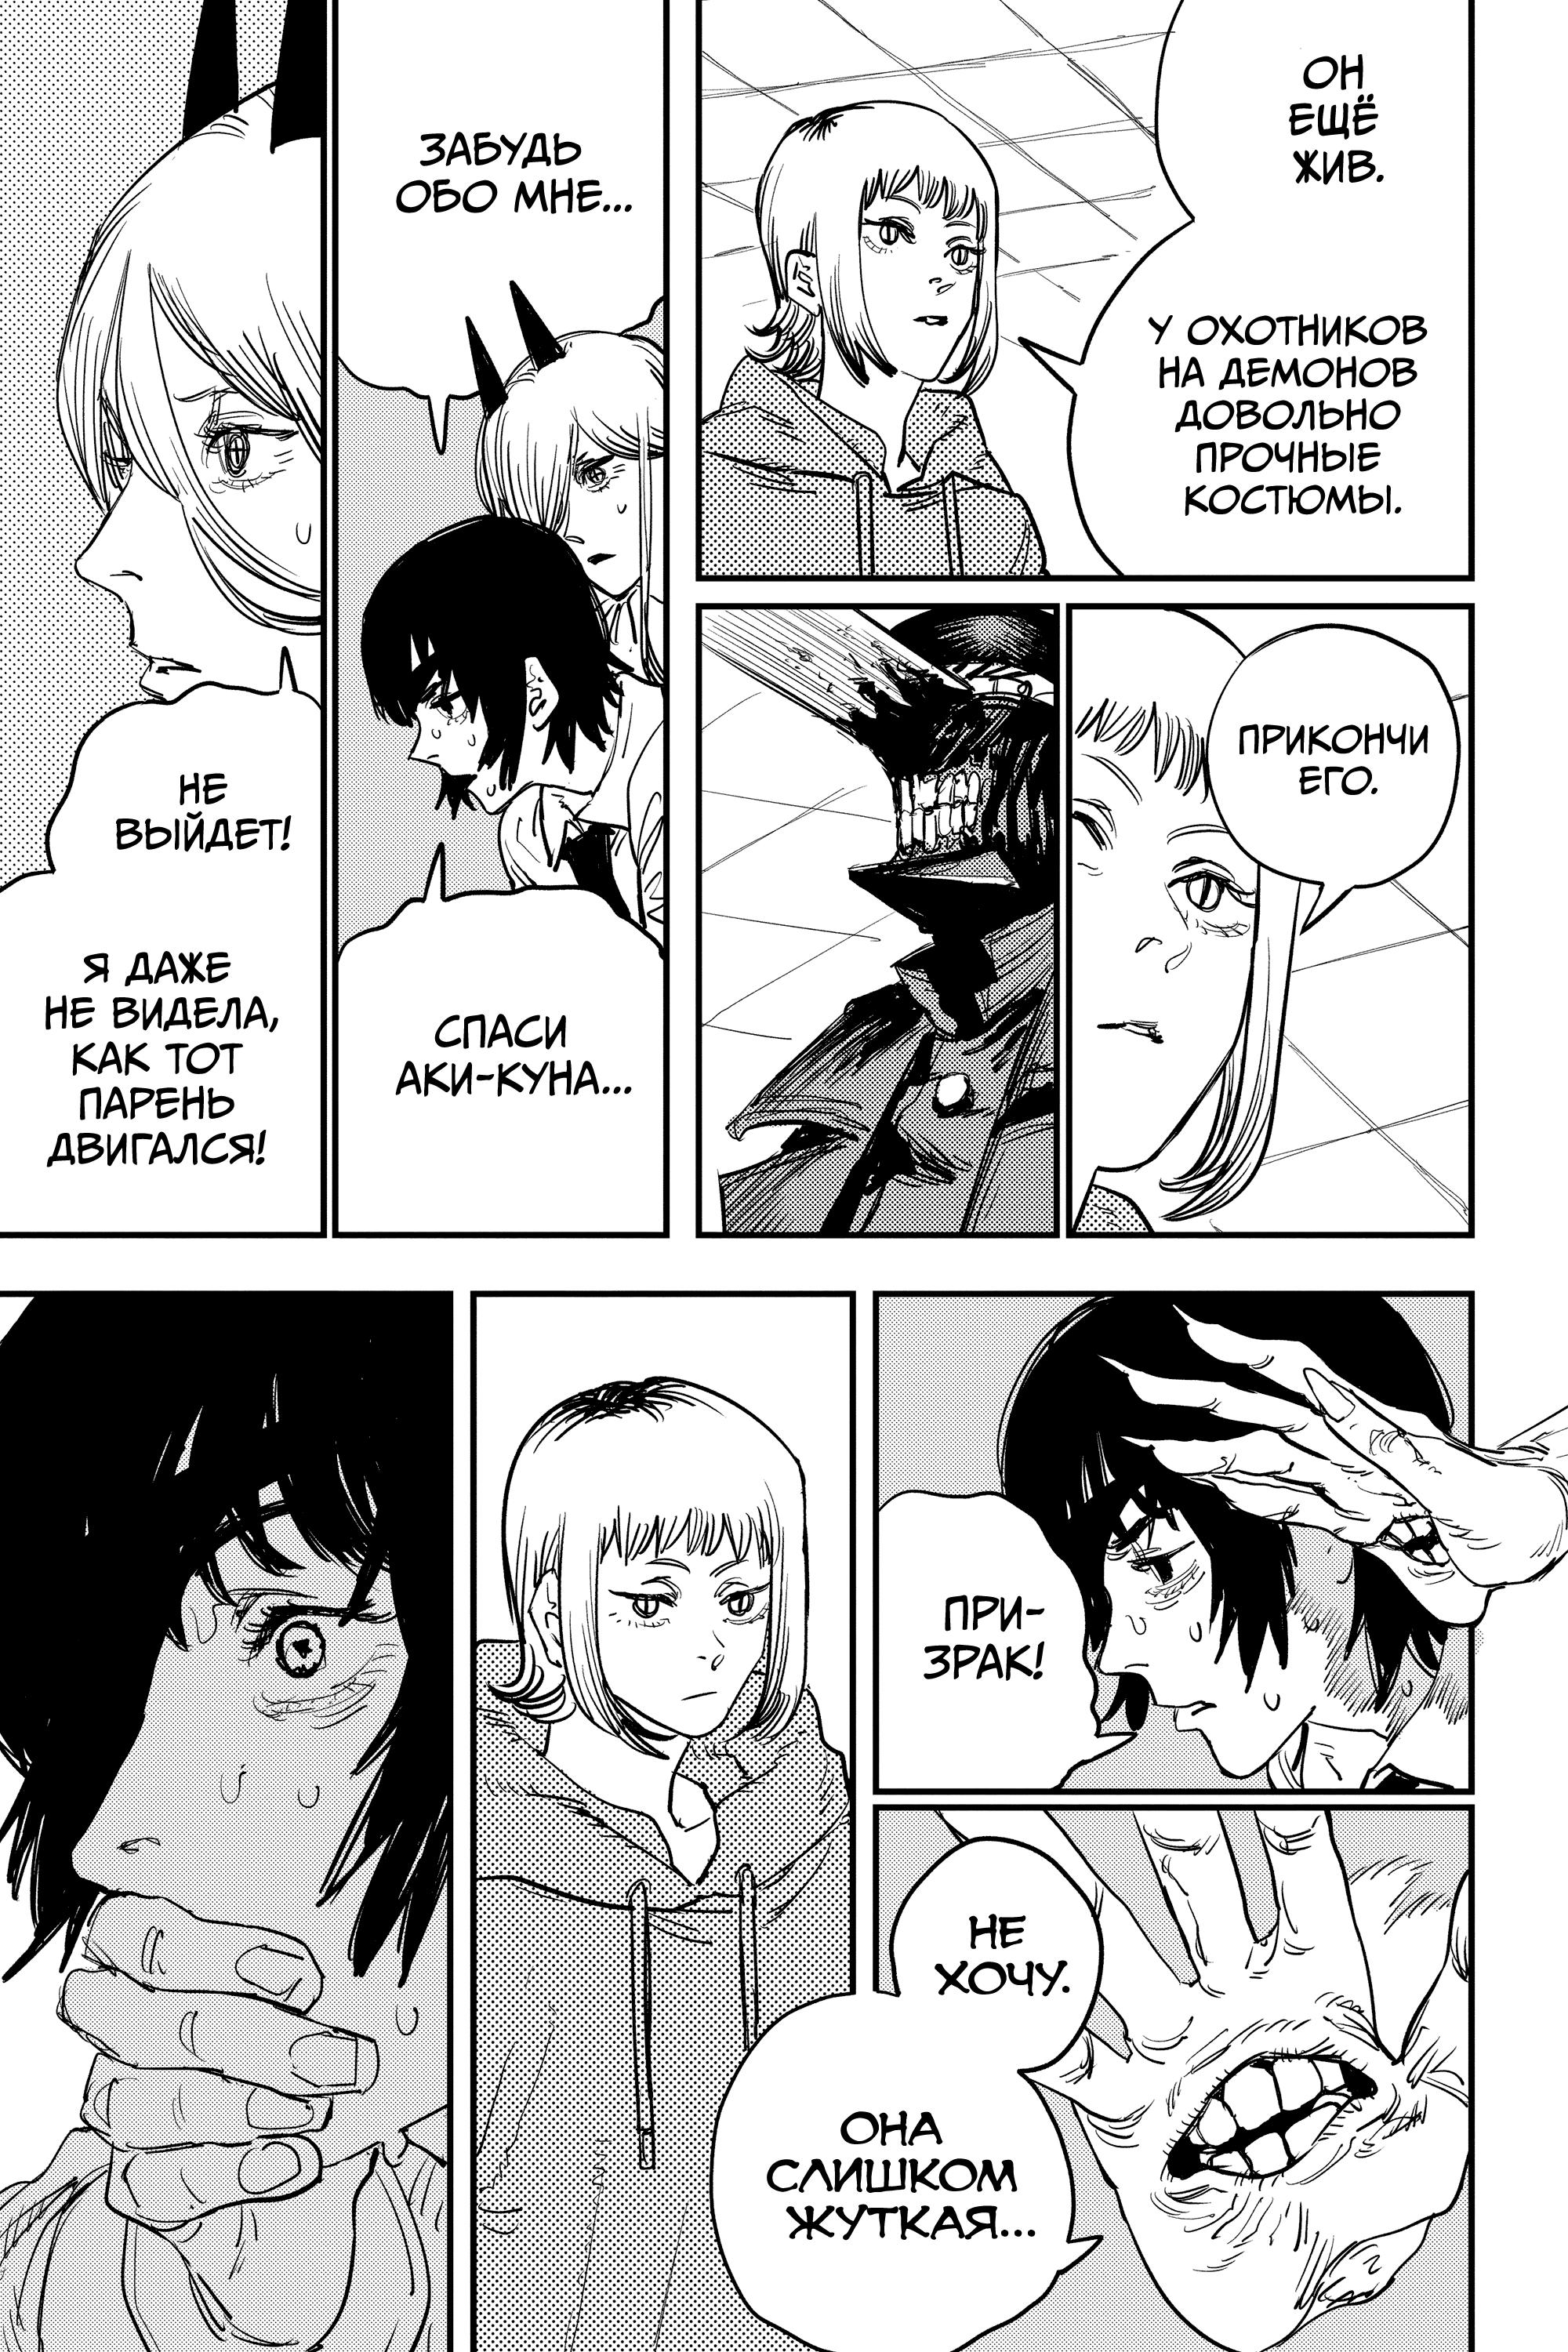 ОН
ЕЩЁ
ЖИВ.
У ОХОТНИКОВ
НА ДЕМОНОВ
ДОВОЛЬНО
ПРОЧНЫЕ
КОСТЮМЫ.
ПРИКОНЧИ
ЕГО.
ЗАБУДЬ
ОБО МНЕ...
СПАСИ
АКИ-КУНА...
НЕ
ВЫЙДЕТ!
Я ДАЖЕ
НЕ ВИДЕЛА,
КАК ТОТ
ПАРЕНЬ
ДВИГАЛСЯ!
ПРИ-
ЗРАК!
НЕ
ХОЧУ.
ОНА
СЛИШКОМ
ЖУТКАЯ...